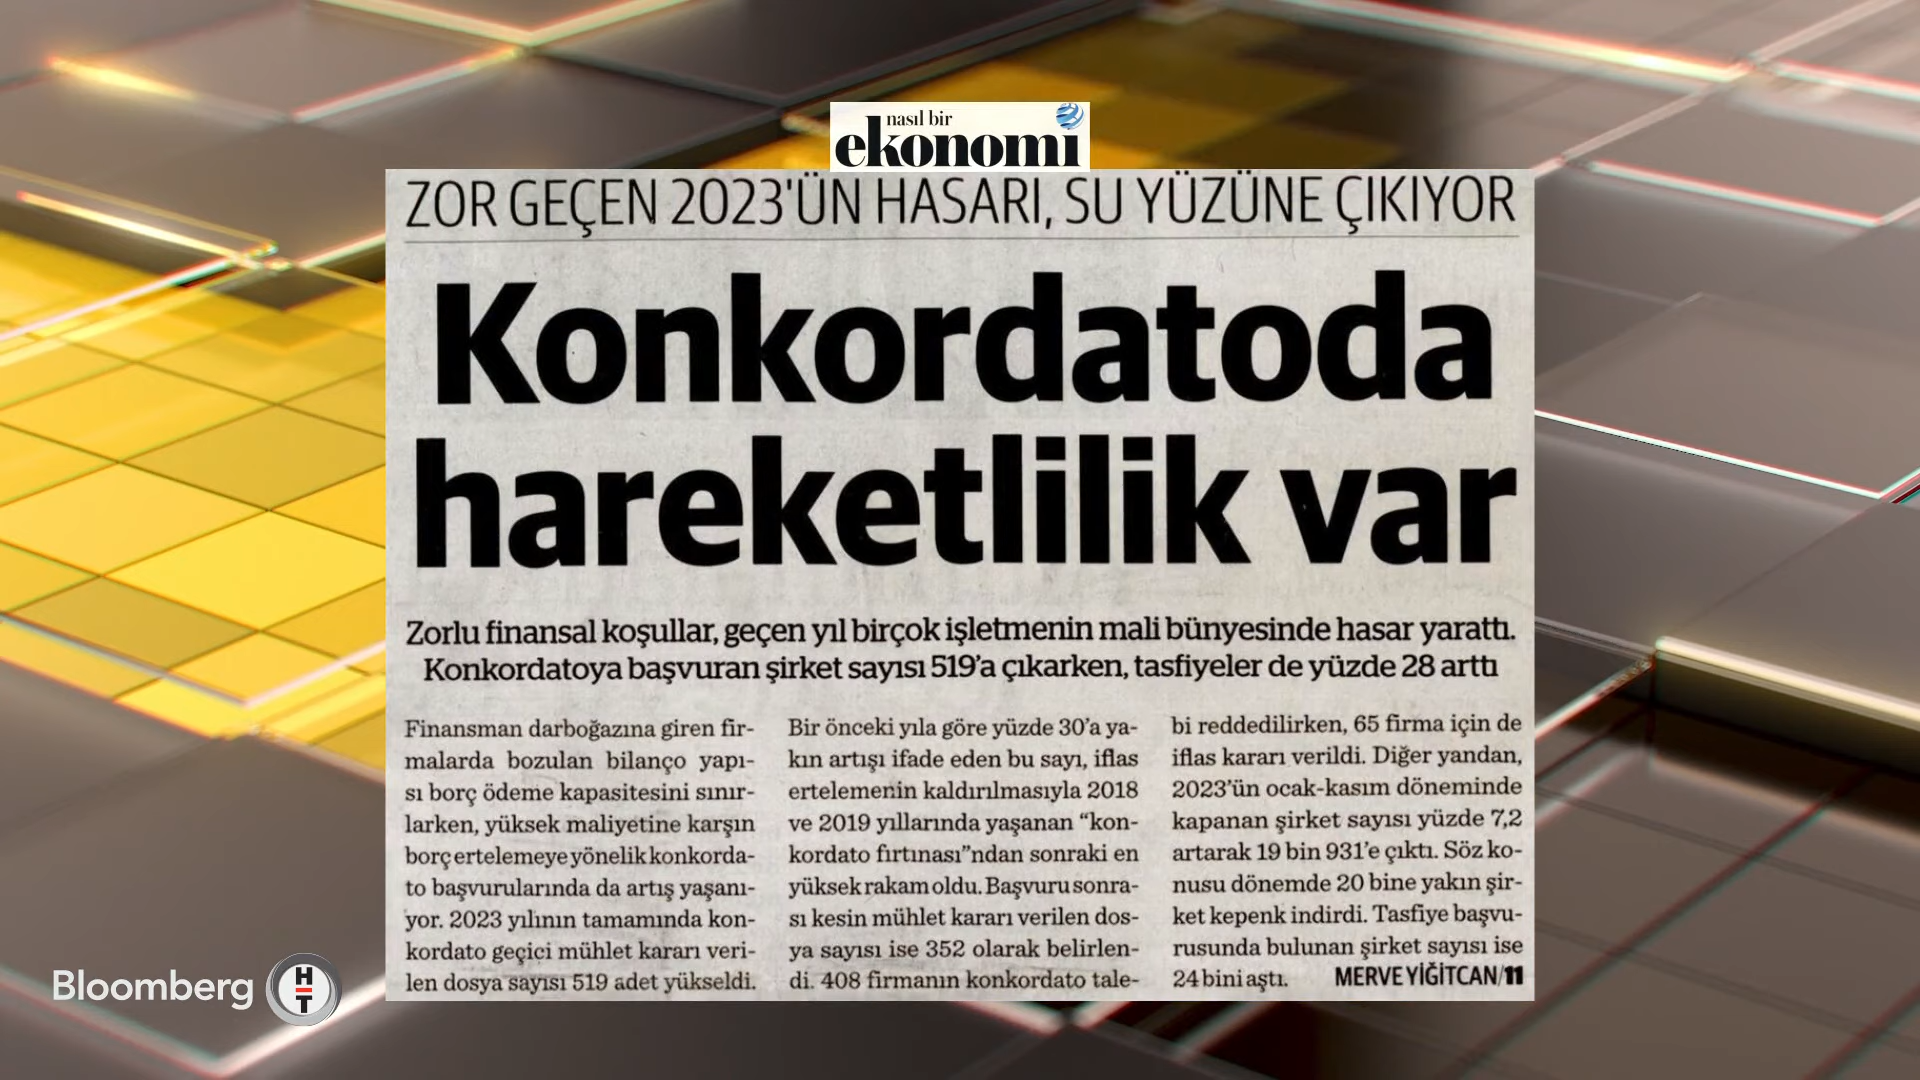 nasıl bir
ekonomi
ZOR GEÇEN 2023'ÜN HASARI, SU YÜZÜNE ÇIKIYOR
Konkordatoda
hareketlilik var
Zorlu finansal koşullar, geçen yıl birçok işletmenin mali bünyesinde hasar yarattı.
Konkordatoya başvuran şirket sayısı 519’a çıkarken, tasfiyeler de yüzde 28 arttı
Finansman darboğazına giren fir-
malarda bozulan bilanço yapı-
sı borç ödeme kapasitesini sınır-
larken, yüksek maliyetine karşın
borç ertelemeye yönelik konkorda-
to başvurularında da artış yaşanı-
yor. 2023 yılının tamamında kon-
kordato geçici mühlet kararı veri-
len dosya sayısı 519 adet yükseldi.
Bir önceki yıla göre yüzde 30’a ya-
kın artışı ifade eden bu sayı, iflas
ertelemenin kaldırılmasıyla 2018
ve 2019 yıllarında yaşanan “kon-
kordato fırtınası”ndan sonraki en
yüksek rakam oldu. Başvuru sonra-
sı kesin mühlet kararı verilen dos-
ya sayısı ise 352 olarak belirlen-
di. 408 firmanın konkordato tale-
bi reddedilirken, 65 firma için de
iflas kararı verildi. Diğer yandan,
2023’ün ocak-kasım döneminde
kapanan şirket sayısı yüzde 7,2
artarak 19 bin 931’e çıktı. Söz ko-
nusu dönemde 20 bine yakın şir-
ket kepenk indirdi. Tasfiye başvu-
rusunda bulunan şirket sayısı ise
24 bini aştı. MERVE YİĞİTCAN/11
Bloomberg HT